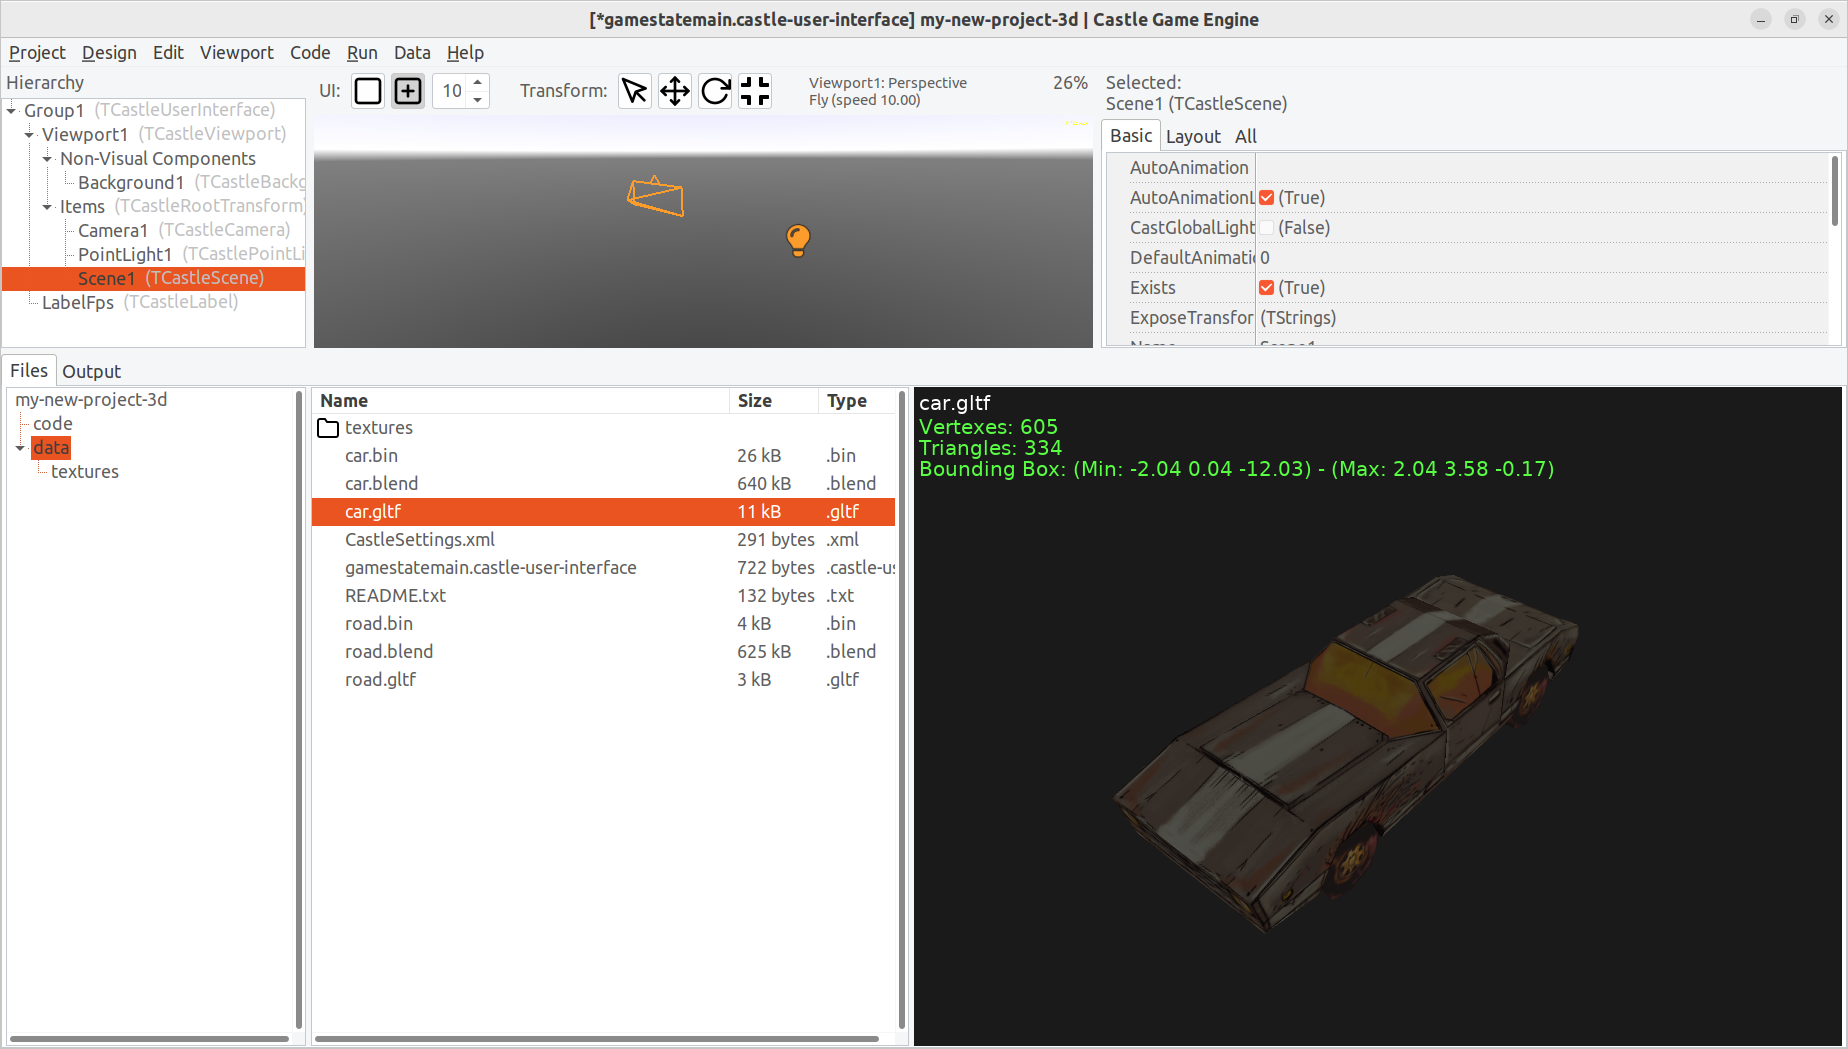 [*gamestatemain.castle-user-interface] my-new-project-3d | Castle Game Engine
Project Design Edit Viewport Code Run Data Help
Hierarchy
Group1 (TCastleUserInterface)
Viewport1 (TCastleViewport)
Non-Visual Components
Background1 (TCastleBackg
Items (TCastleRootTransform)
Camera1 (TCastleCamera)
PointLight1 (TCastlePointLi
Scene1 (TCastleScene)
LabelFps (TCastleLabel)
UI: 10 Transform:
Viewport1: Perspective
Fly (speed 10.00)
26%
Selected:
Scene1 (TCastleScene)
Basic Layout All
AutoAnimation
AutoAnimationL (True)
CastGlobalLight (False)
DefaultAnimatic 0
Exists (True)
ExposeTransfor (TStrings)
Name Scene1
Files Output
my-new-project-3d
code
data
textures
Name Size Type
textures
car.bin 26 kB .bin
car.blend 640 kB .blend
car.gltf 11 kB .gltf
CastleSettings.xml 291 bytes .xml
gamestatemain.castle-user-interface 722 bytes .castle-us
README.txt 132 bytes .txt
road.bin 4 kB .bin
road.blend 625 kB .blend
road.gltf 3 kB .gltf
car.gltf
Vertexes: 605
Triangles: 334
Bounding Box: (Min: -2.04 0.04 -12.03) - (Max: 2.04 3.58 -0.17)